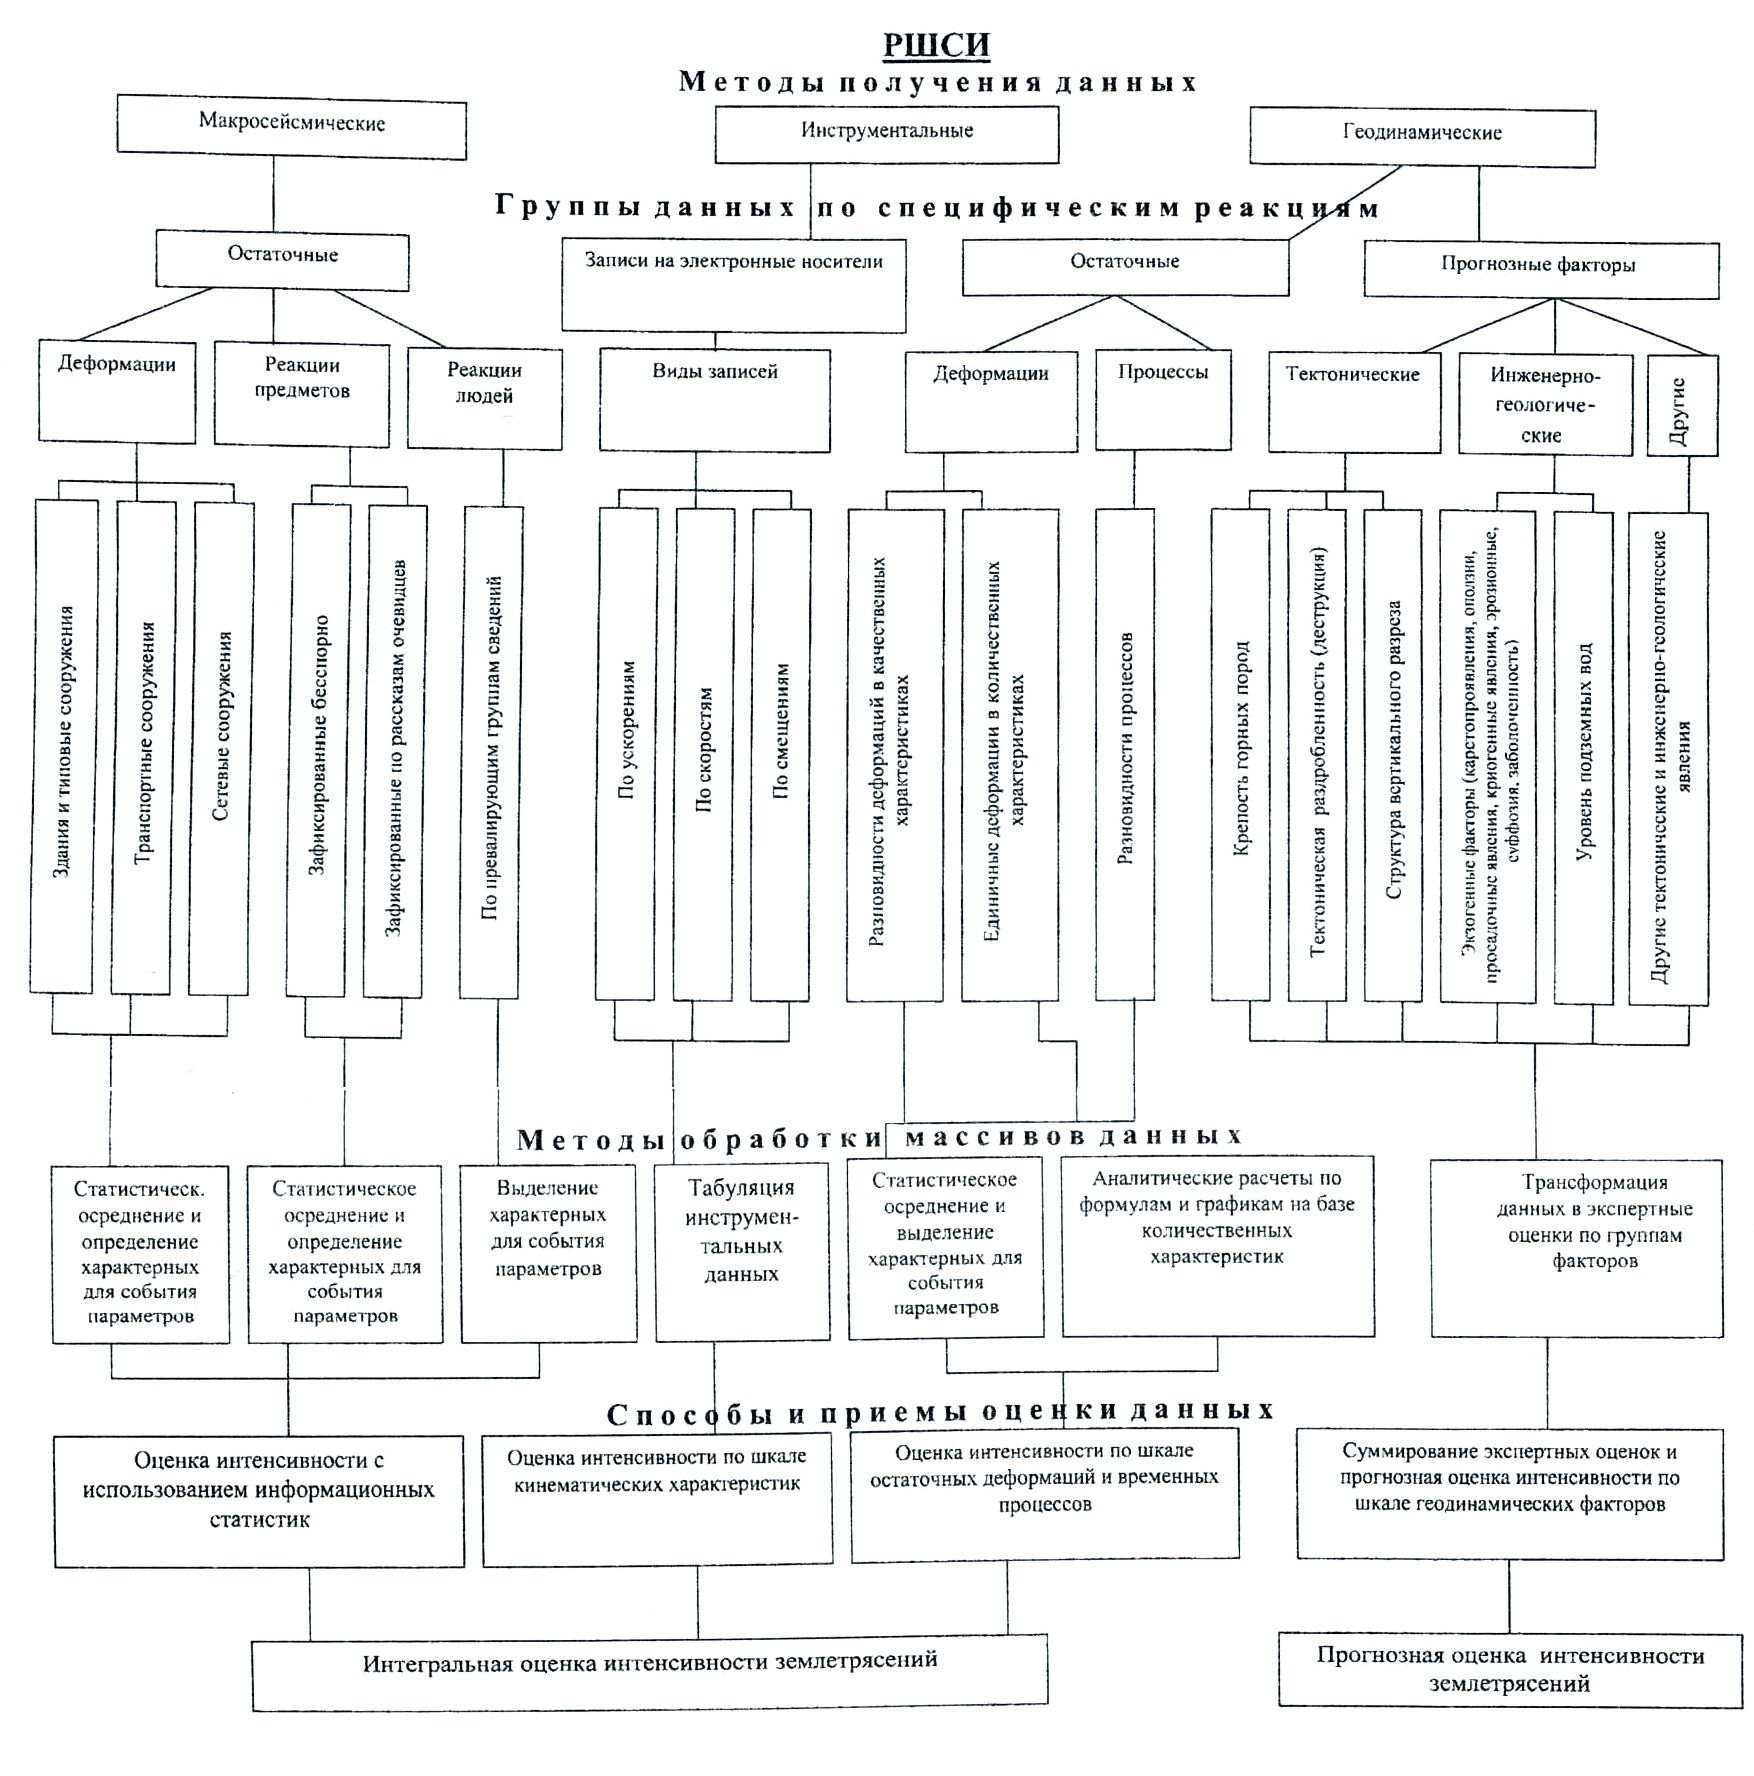 РШСИ
Методы получения данных
Макросейсмические
Инструментальные
Геодинамические
Группы данных по специфическим реакциям
Остаточные
Записи на электронные носители
Остаточные
Прогнозные факторы
Деформации
Реакции
предметов
Реакции
людей
Виды записей
Деформации
Процессы
Тектонические
Инженерно-
геологиче-
ские
Другие
Здания и типовые сооружения
Транспортные сооружения
Сетевые сооружения
Зафиксированные бесспорно
Зафиксированные по рассказам очевидцев
По превалирующим группам сведений
По ускорениям
По скоростям
По смещениям
Разновидности деформаций в качественных
характеристиках
Единичные деформации в количественных
характеристиках
Разновидности процессов
Крепость горных пород
Тектоническая раздробленность (деструкция)
Структура вертикального разреза
Экзогенные факторы (карстопроявления, оползни,
просадочные явления, криогенные явления, эрозионные,
суффозия, заболоченность)
Уровень подземных вод
Другие тектонические и инженерно-геологические
явления
Методы обработки массивов данных
Статистическ.
осреднение и
определение
характерных
для события
параметров
Статистическое
осреднение и
определение
характерных для
события
параметров
Выделение
характерных
для события
параметров
Табуляция
инструмен-
тальных
данных
Статистическое
осреднение и
выделение
характерных для
события
параметров
Аналитические расчеты по
формулам и графикам на базе
количественных
характеристик
Трансформация
данных в экспертные
оценки по группам
факторов
Способы и приемы оценки данных
Оценка интенсивности с
использованием информационных
статистик
Оценка интенсивности по шкале
кинематических характеристик
Оценка интенсивности по шкале
остаточных деформаций и временных
процессов
Суммирование экспертных оценок и
прогнозная оценка интенсивности по
шкале геодинамических факторов
Интегральная оценка интенсивности землетрясений
Прогнозная оценка интенсивности
землетрясений